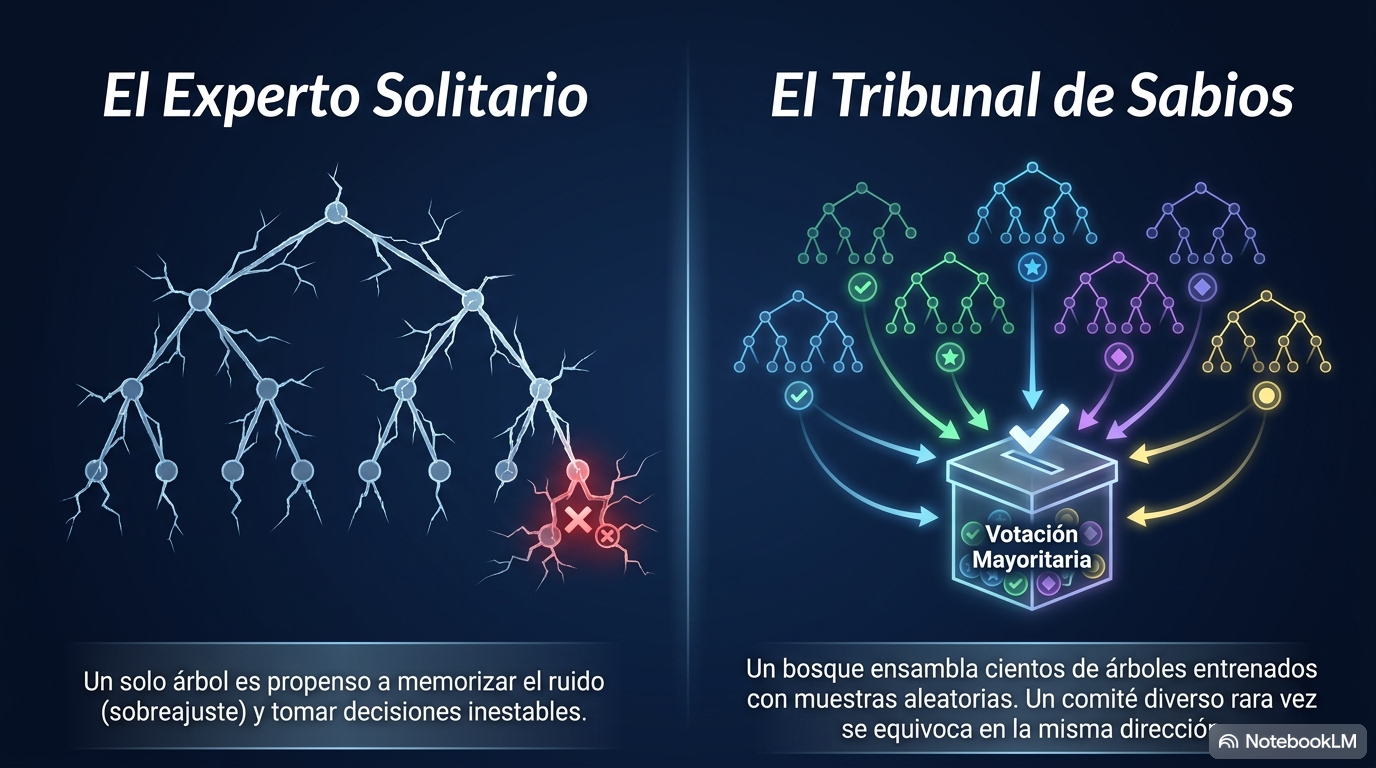 El Experto Solitario
El Tribunal de Sabios
Votación
Mayoritaria
Un solo árbol es propenso a memorizar el ruido
(sobreajuste) y tomar decisiones inestables.
Un bosque ensambla cientos de árboles entrenados
con muestras aleatorias. Un comité diverso rara vez
se equivoca en la misma dirección
NotebookLM